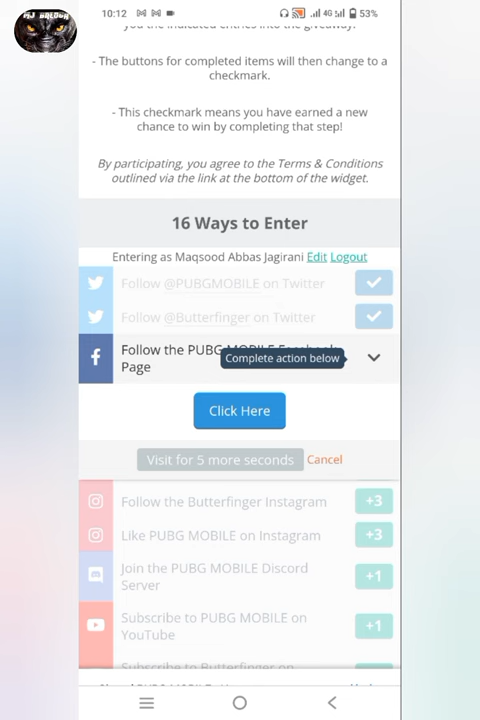 MJ BALOCH
10:12
4G
53%
you the indicated entries into the giveaway.
- The buttons for completed items will then change to a
checkmark.
- This checkmark means you have earned a new
chance to win by completing that step!
By participating, you agree to the Terms & Conditions
outlined via the link at the bottom of the widget.
16 Ways to Enter
Entering as Maqsood Abbas Jagirani Edit Logout
Follow @PUBGMOBILE on Twitter
Follow @Butterfinger on Twitter
Follow the PUBG MOBILE Facebook
Page
Complete action below
Click Here
Visit for 5 more seconds Cancel
Follow the Butterfinger Instagram +3
Like PUBG MOBILE on Instagram +3
Join the PUBG MOBILE Discord
Server
+1
Subscribe to PUBG MOBILE on
YouTube
+1
Subscribe to Butterfinger on